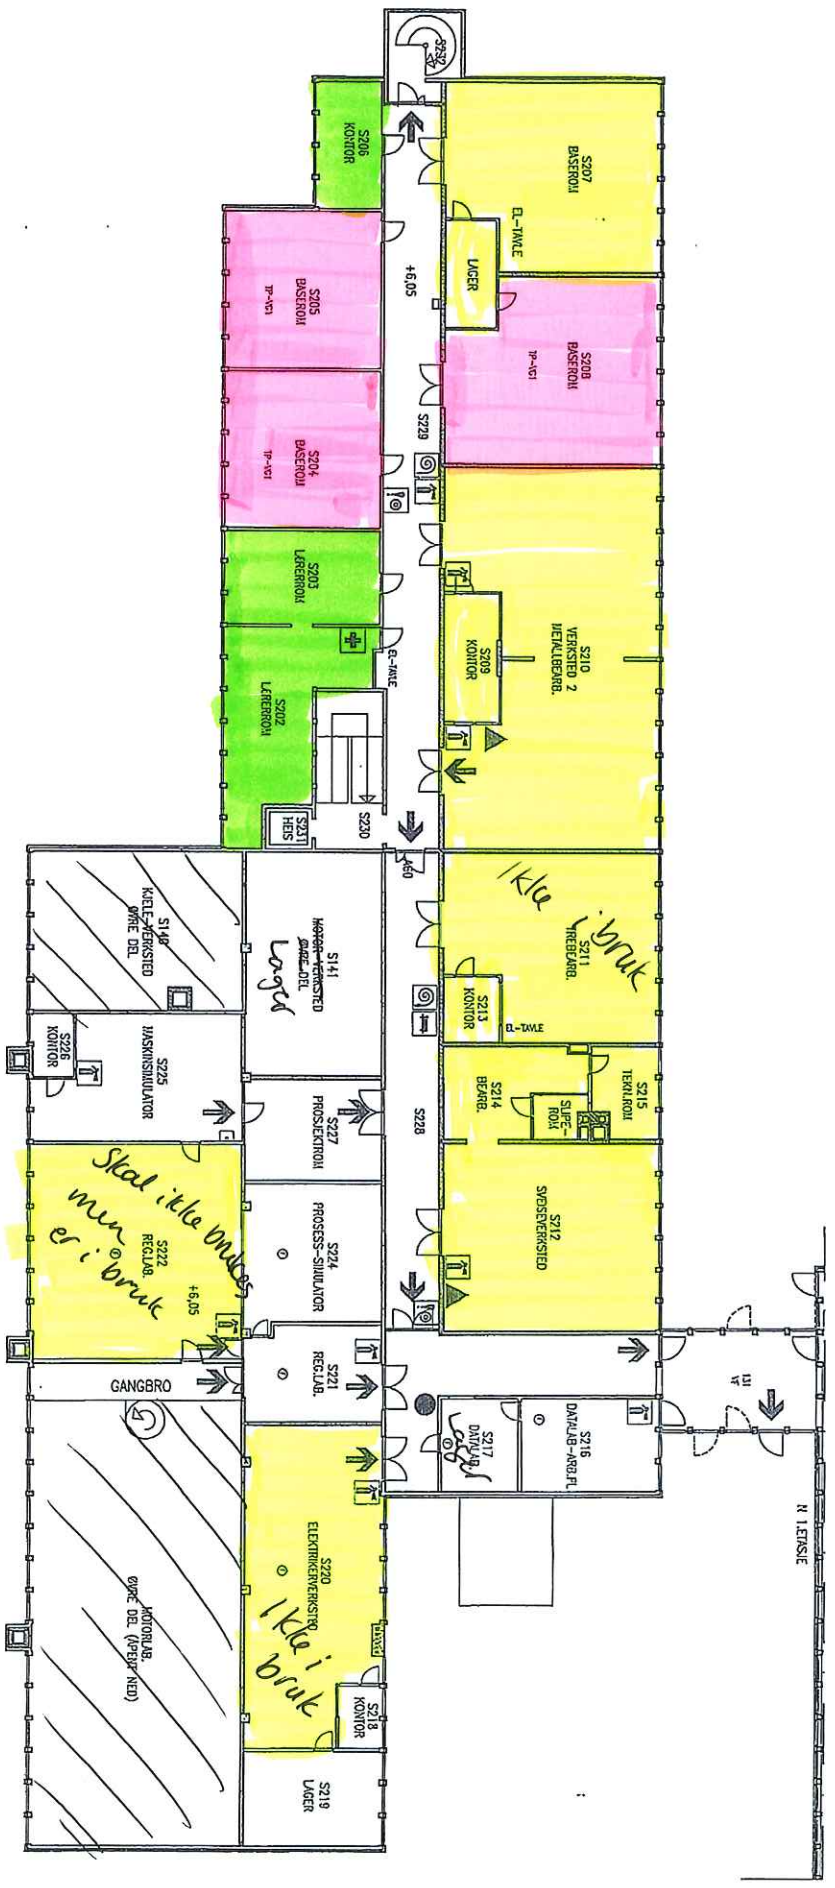 S232
S206
KONTOR
S207
BASEROM
EL-TAVLE
LAGER
+6,05
S205
BASEROM
TP-VG1
S208
BASEROM
TP-VG1
S204
BASEROM
TP-VG1
S229
S203
LÆRERROM
EL-TAVLE
S202
LÆRERROM
S210
VERKSTED 2
METALLBEARB.
S209
KONTOR
S230
S231
HEIS
A60
S140
KJELE-VERKSTED
ØVRE DEL
S141
MOTOR-VERKSTED
ØVRE DEL
Lager
Ikke i bruk
S211
TREBEARB.
S213
KONTOR
EL-TAVLE
S226
KONTOR
S225
MASKINSIMULATOR
S227
PROSJEKTROM
S228
S214
BEARB.
S215
TEKN.ROM
SLIPE-
ROM
S212
SVEISEVERKSTED
Skal ikke brukes,
men
er i bruk
S222
REG.LAB.
+6,05
S224
PROSESS-SIMULATOR
S221
REG.LAB.
GANGBRO
S217
DATALAB.
Lager
S216
DATALAB-ARB.PL
N 1.ETASJE
S220
ELEKTRIKERVERKSTED
Ikke i
bruk
S218
KONTOR
S219
LAGER
MOTORLAB.
ØVRE DEL (ÅPENT NED)